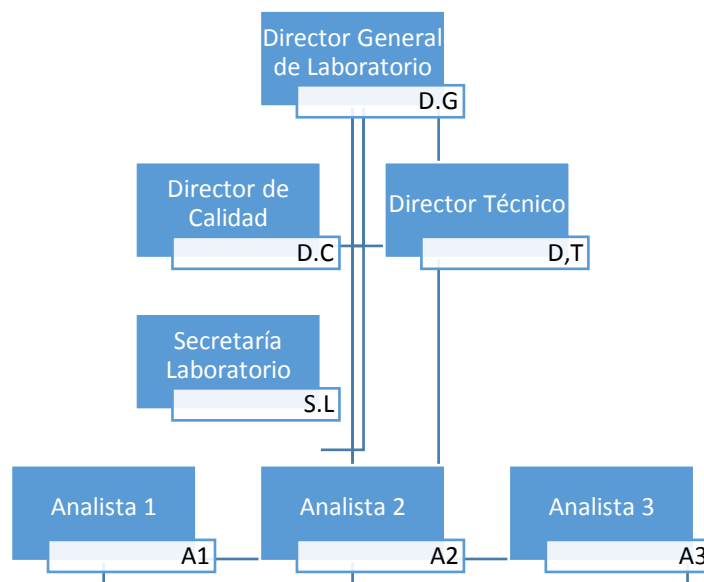 Director General
de Laboratorio
D.G
Director de
Calidad
D.C
Director Técnico
D,T
Secretaría
Laboratorio
S.L
Analista 1
A1
Analista 2
A2
Analista 3
A3